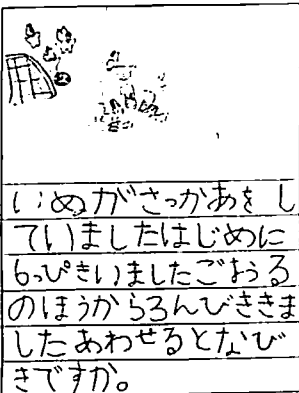 いぬがさっかあをし
ていましたはじめに
6っぴきいましたごおる
のほうからろんびききま
したあわせるとなび
きですか。